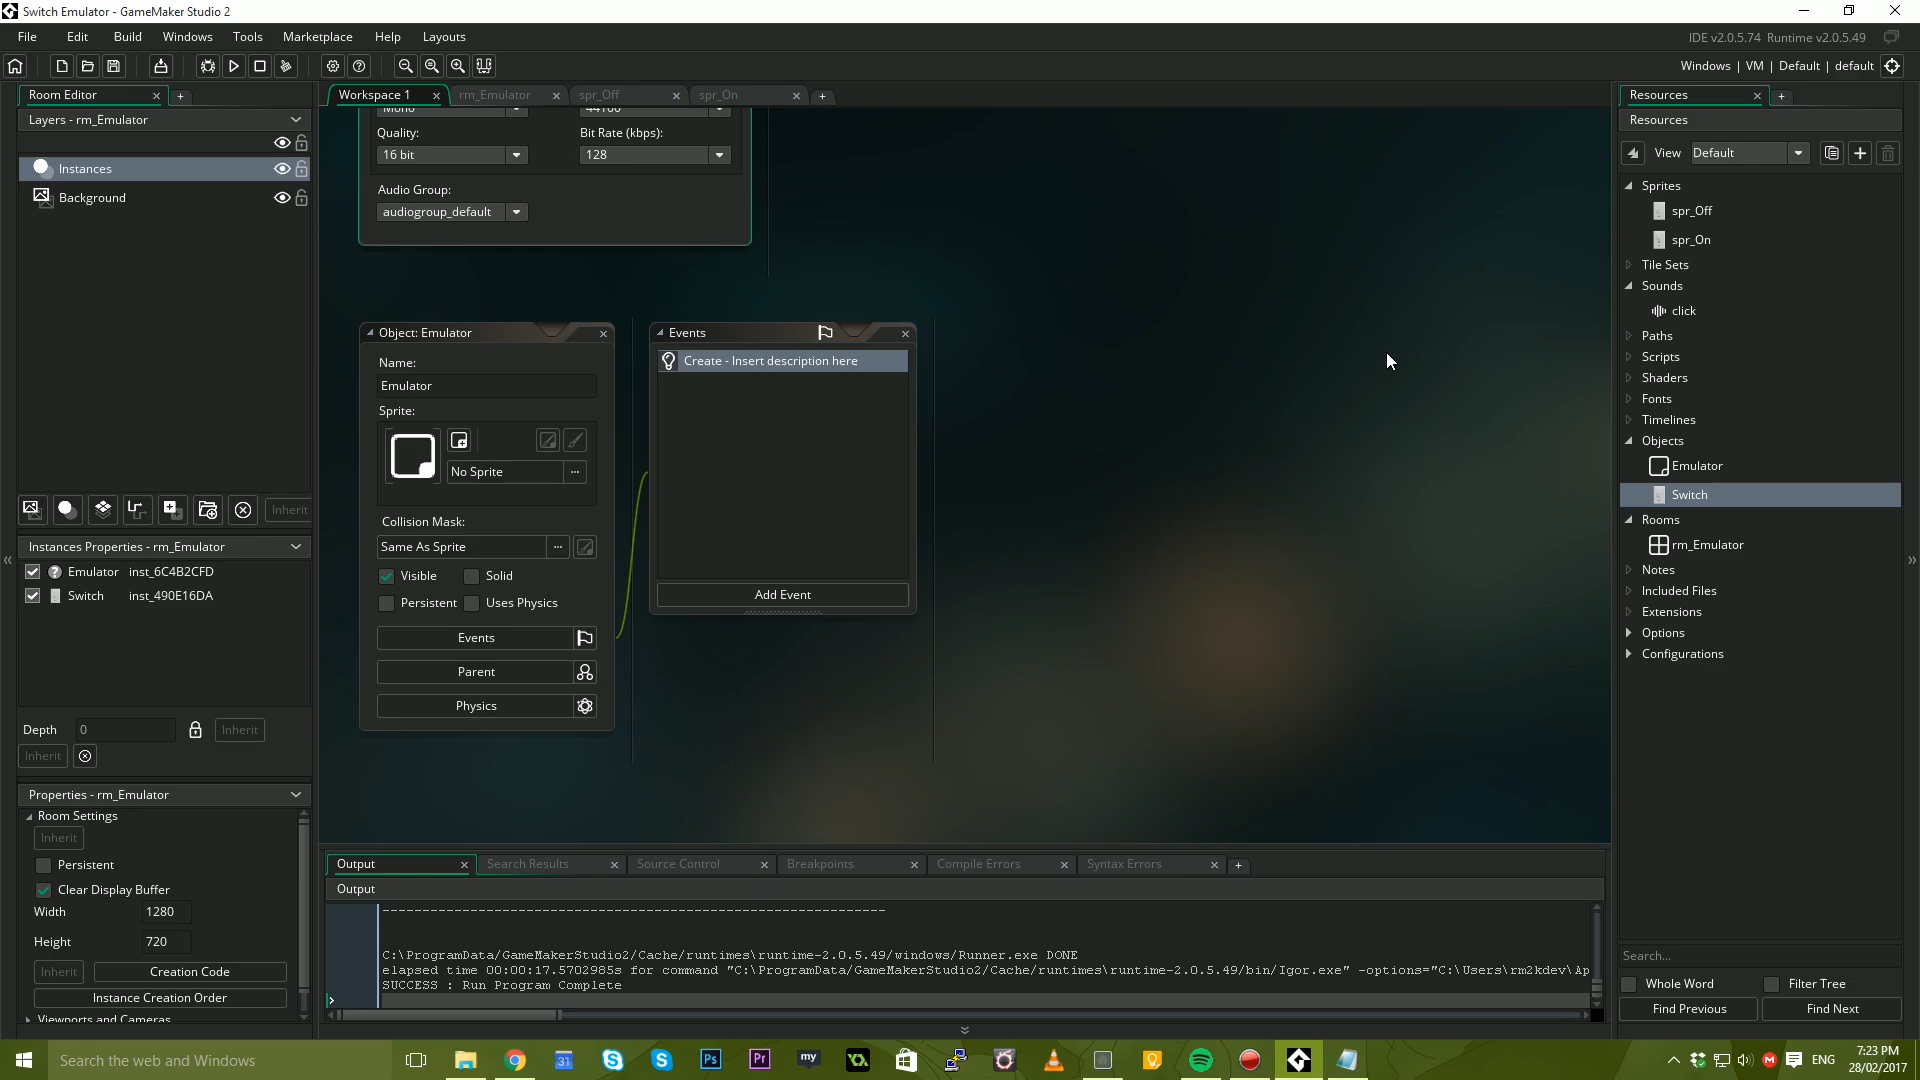 Switch Emulator - GameMaker Studio 2
File Edit Build Windows Tools Marketplace Help Layouts
IDE v2.0.5.74 Runtime v2.0.5.49
Windows | VM | Default | default
Room Editor
Layers - rm_Emulator
Instances
Background
Inherit
Instances Properties - rm_Emulator
Emulator inst_6C4B2CFD
Switch inst_490E16DA
Depth 0 Inherit
Inherit
Properties - rm_Emulator
Room Settings
Inherit
Persistent
Clear Display Buffer
Width 1280
Height 720
Inherit Creation Code
Instance Creation Order
Viewports and Cameras
Workspace 1 rm_Emulator spr_Off spr_On
Mono 44100
Quality: Bit Rate (kbps):
16 bit 128
Audio Group:
audiogroup_default
Object: Emulator
Name:
Emulator
Sprite:
No Sprite
Collision Mask:
Same As Sprite
Visible Solid
Persistent Uses Physics
Events
Parent
Physics
Events
Create - Insert description here
Add Event
Output Search Results Source Control Breakpoints Compile Errors Syntax Errors
Output
----------------------------------------------------------------
C:\ProgramData/GameMakerStudio2/Cache/runtimes\runtime-2.0.5.49/windows/Runner.exe DONE
elapsed time 00:00:17.5702985s for command "C:\ProgramData/GameMakerStudio2/Cache/runtimes\runtime-2.0.5.49/bin/Igor.exe" -options="C:\Users\rm2kdev\Ap
SUCCESS : Run Program Complete
Resources
Resources
View Default
Sprites
spr_Off
spr_On
Tile Sets
Sounds
click
Paths
Scripts
Shaders
Fonts
Timelines
Objects
Emulator
Switch
Rooms
rm_Emulator
Notes
Included Files
Extensions
Options
Configurations
Search...
Whole Word Filter Tree
Find Previous Find Next
Search the web and Windows
31
Ps
Pr
my
ENG
7:23 PM
28/02/2017